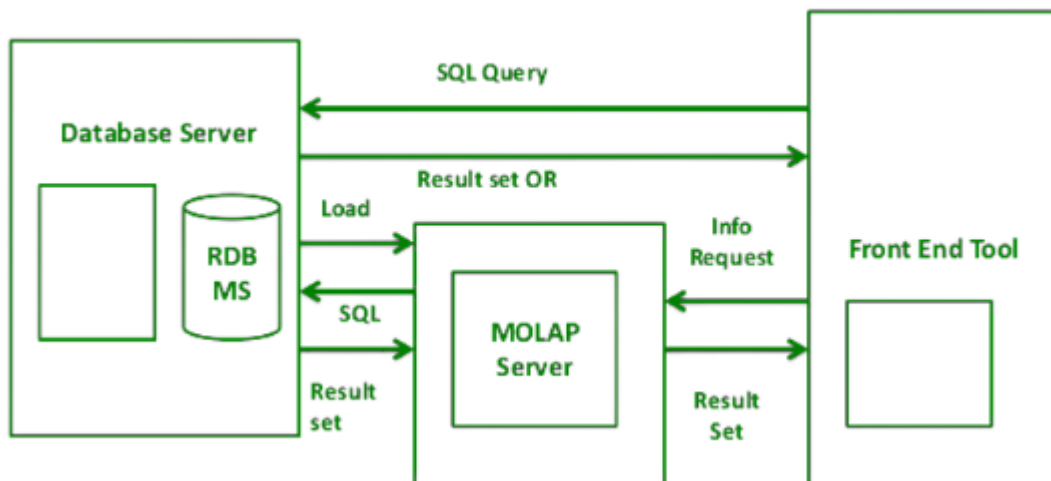 SQL Query
Database Server
Result set OR
Load
RDB
MS
SQL
Result
set
MOLAP
Server
Info
Request
Result
Set
Front End Tool